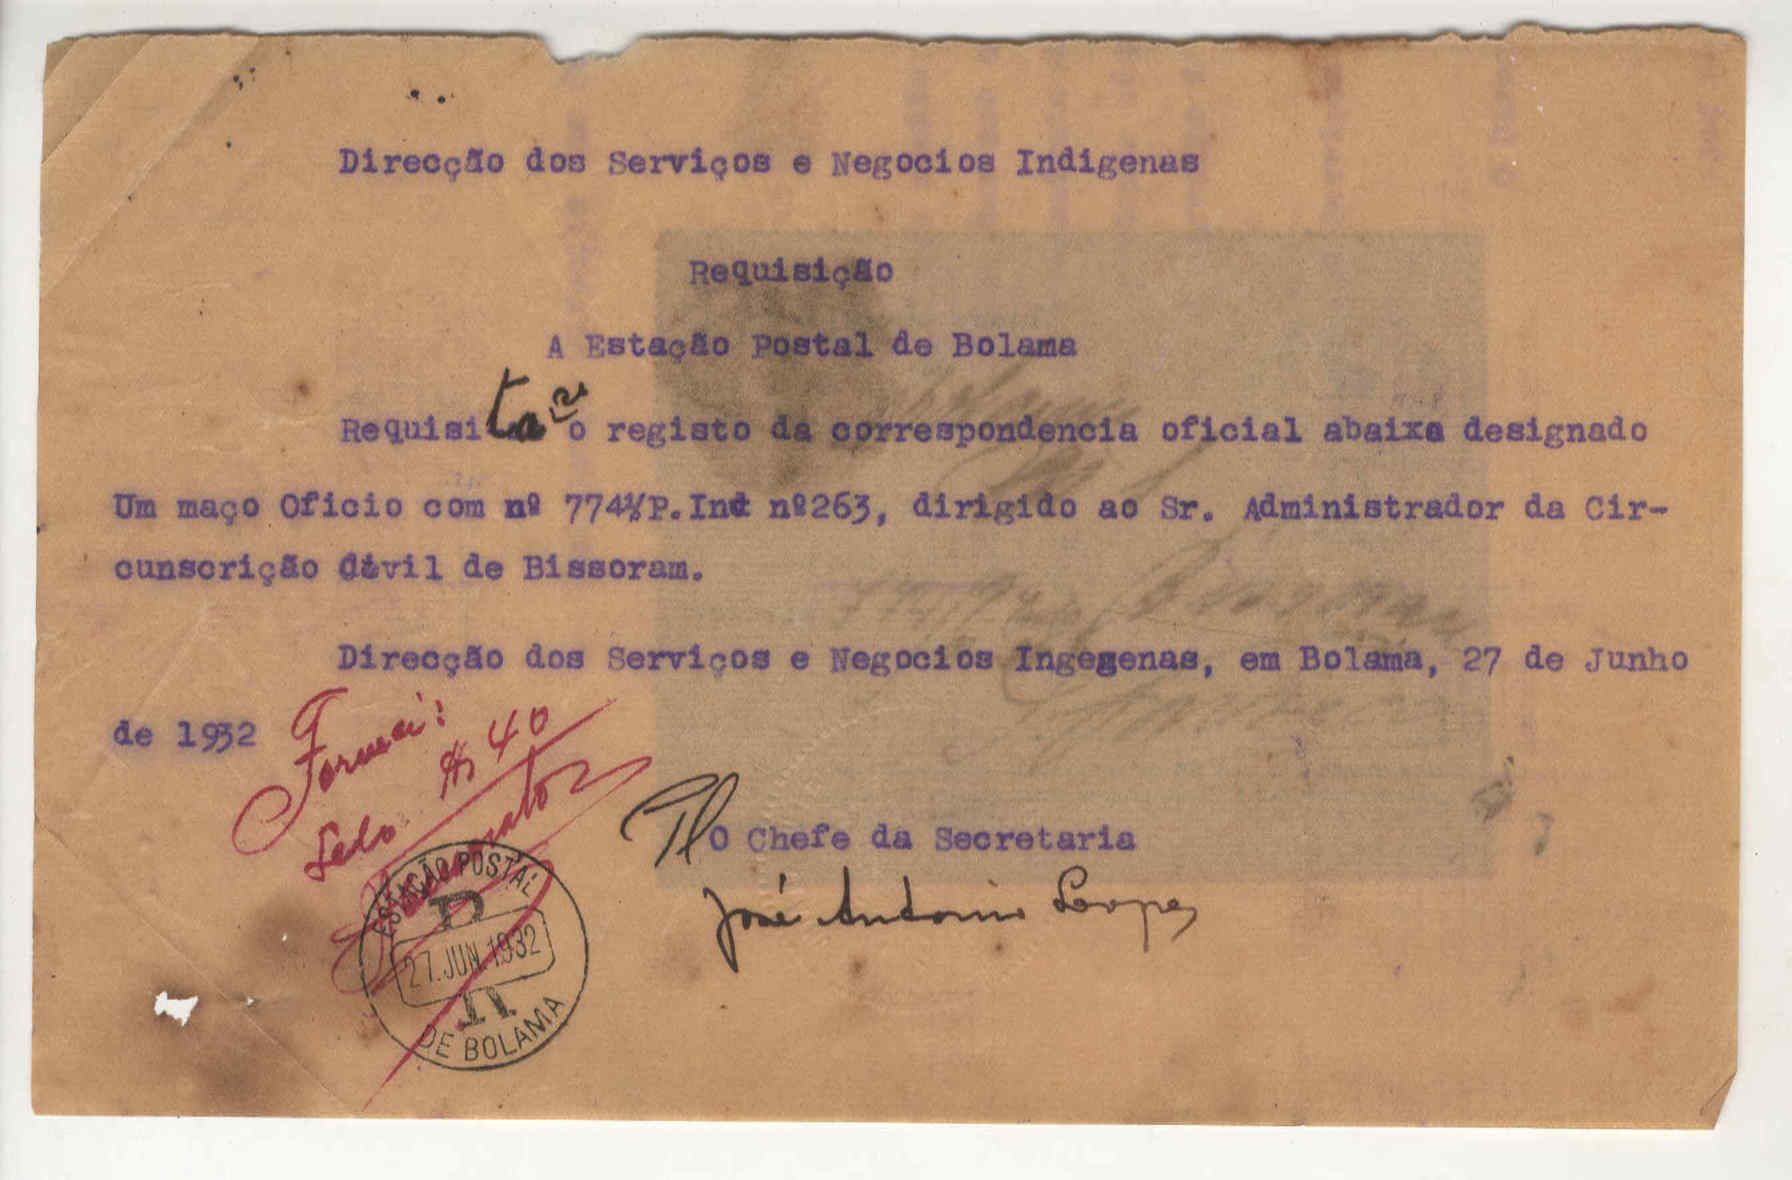 Direcção dos Serviços e Negocios Indigenas
Requisição
A Estação Postal de Bolama
Requisita-se o registo da correspondencia oficial abaixo designado
Um maço Oficio com nº 774½P.Ind nº263, dirigido ao Sr. Administrador da Cir-
cunscrição civil de Bissoram.
Direcção dos Serviços e Negocios Ingegenas, em Bolama, 27 de Junho
de 1932
40
Selo
O Chefe da Secretaria
José Antonio Lopes
ESTAÇÃO POSTAL
27.JUN.1932
DE BOLAMA